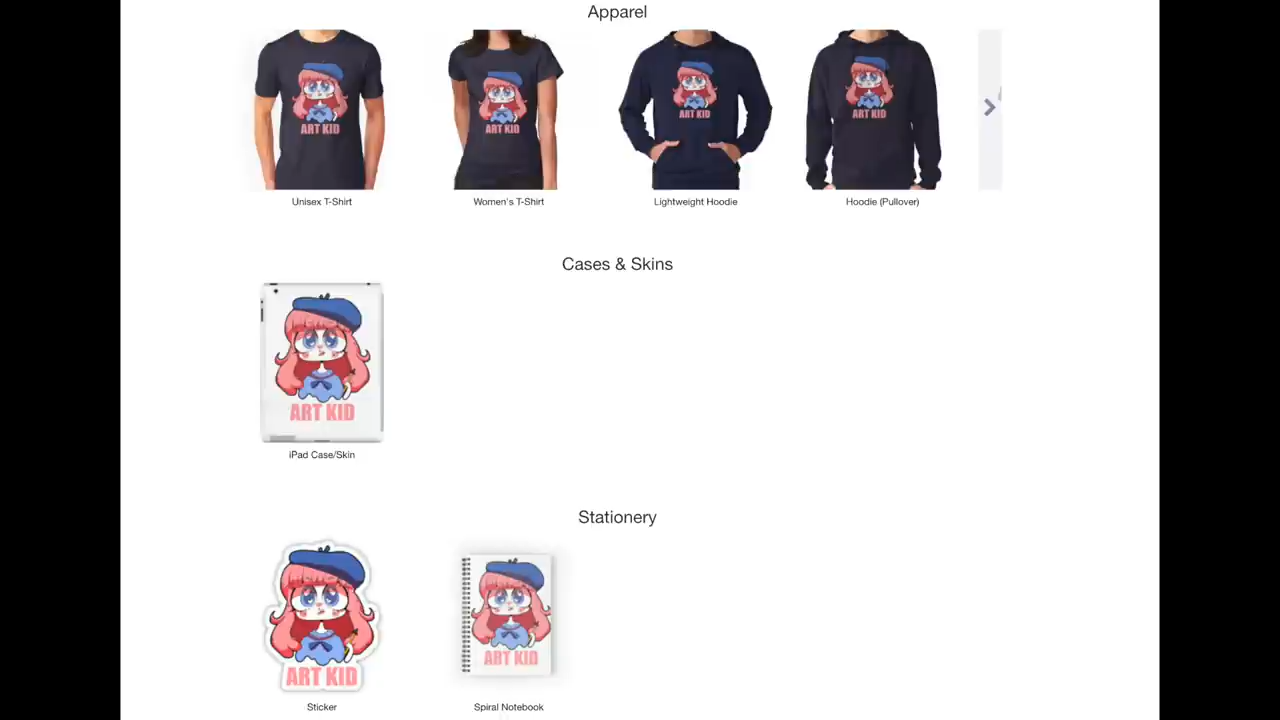 Apparel
ART KID
ART KID
ART KID
ART KID
Unisex T-Shirt
Women's T-Shirt
Lightweight Hoodie
Hoodie (Pullover)
Cases & Skins
ART KID
iPad Case/Skin
Stationery
ART KID
ART KID
Sticker
Spiral Notebook